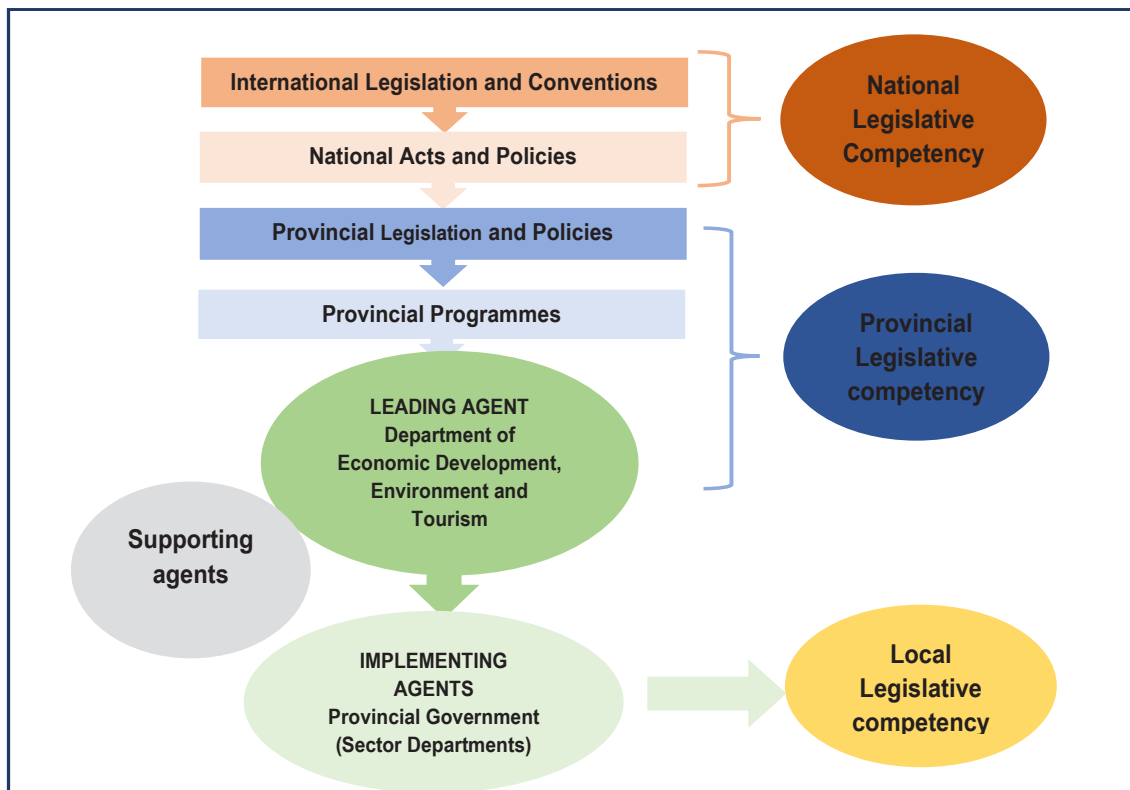 International Legislation and Conventions
National Acts and Policies
Provincial Legislation and Policies
Provincial Programmes
LEADING AGENT
Department of
Economic Development,
Environment and
Tourism
Supporting
agents
IMPLEMENTING
AGENTS
Provincial Government
(Sector Departments)
National
Legislative
Competency
Provincial
Legislative
competency
Local
Legislative
competency